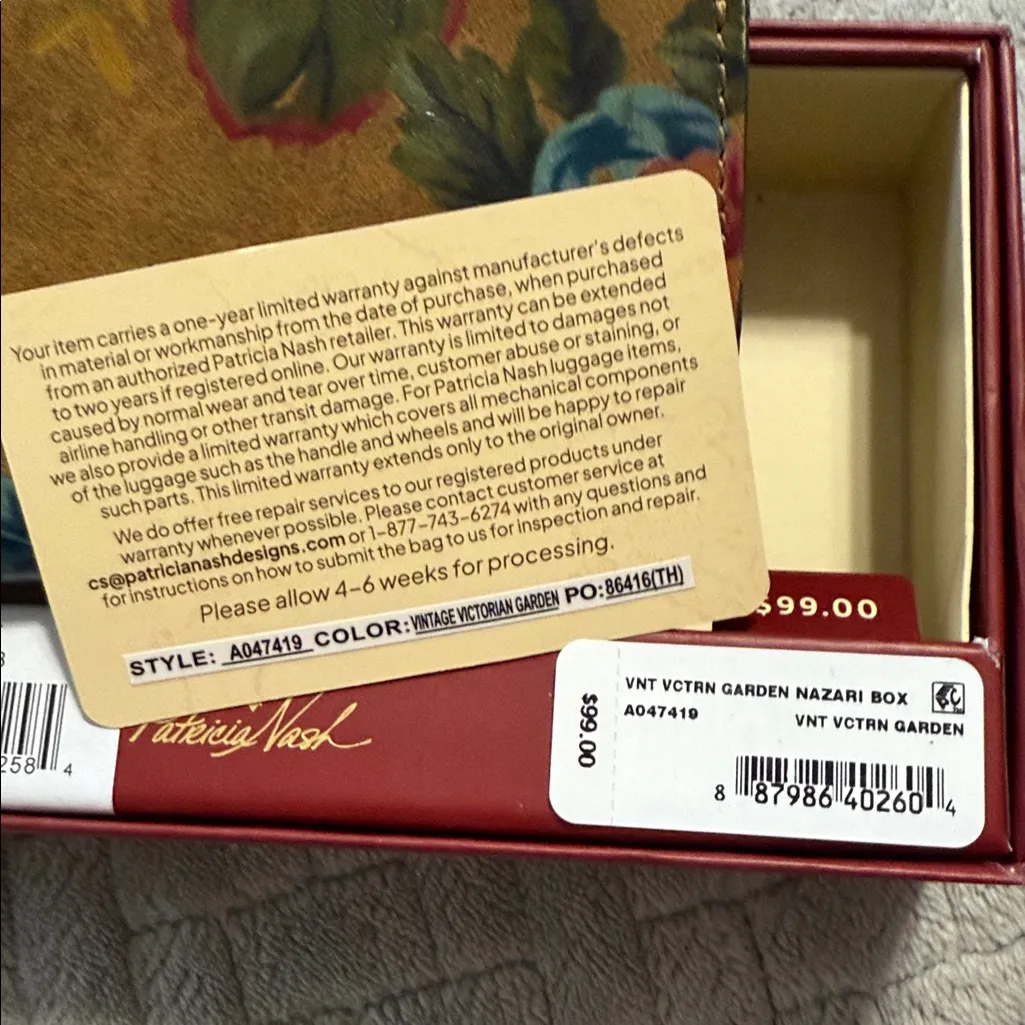 Your item carries a one-year limited warranty against manufacturer's defects
in material or workmanship from the date of purchase, when purchased
from an authorized Patricia Nash retailer. This warranty can be extended
to two years if registered online. Our warranty is limited to damages not
caused by normal wear and tear over time, customer abuse or staining, or
airline handling or other transit damage. For Patricia Nash luggage items,
we also provide a limited warranty which covers all mechanical components
of the luggage such as the handle and wheels and will be happy to repair
such parts. This limited warranty extends only to the original owner.
We do offer free repair services to our registered products under
warranty whenever possible. Please contact customer service at
cs@patricianashdesigns.com or 1-877-743-6274 with any questions and
for instructions on how to submit the bag to us for inspection and repair.
Please allow 4-6 weeks for processing.
STYLE: A047419 COLOR: VINTAGE VICTORIAN GARDEN PO: 86416(TH)
$99.00
Patricia Nash
$99.00
VNT VCTRN GARDEN NAZARI BOX
A047419 VNT VCTRN GARDEN
8 87986 40260 4
258 4